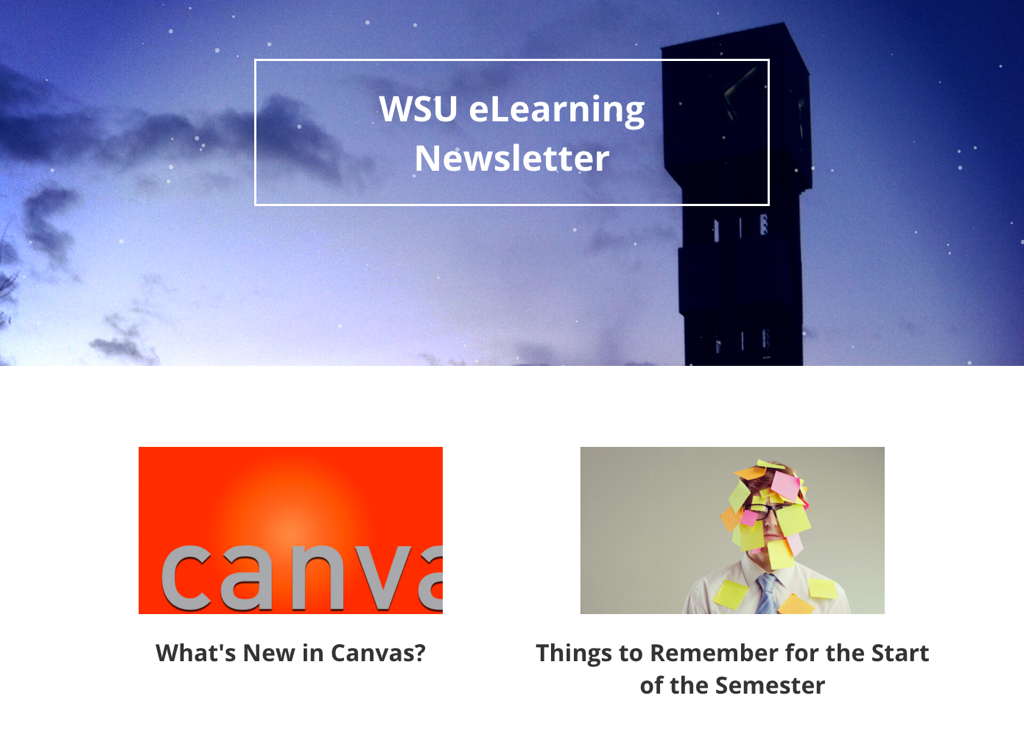 WSU eLearning
Newsletter
canva
What's New in Canvas?
Things to Remember for the Start
of the Semester